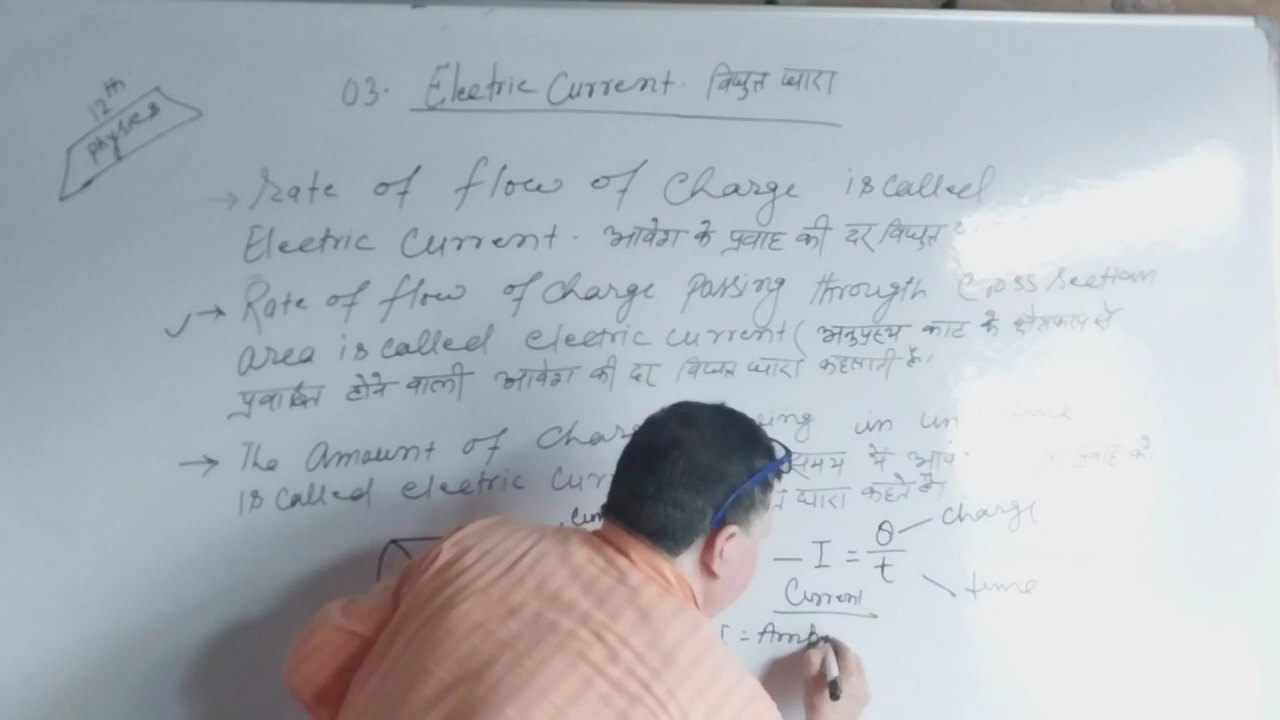 12th
Physics
03. Electric Current. विद्युत धारा
→ Rate of flow of charge is called
Electric current. आवेश के प्रवाह की दर विद्युत
✓→ Rate of flow of charge passing through cross section
area is called electric current ( अनुप्रस्थ काट के क्षेत्रफल से
प्रवाहित होने वाली आवेश की दर विद्युत धारा कहलाती है।
→ The Amount of in
समय में
is called electric धारा कहते हैं
I = Q/t charge
time
Current
= Amp